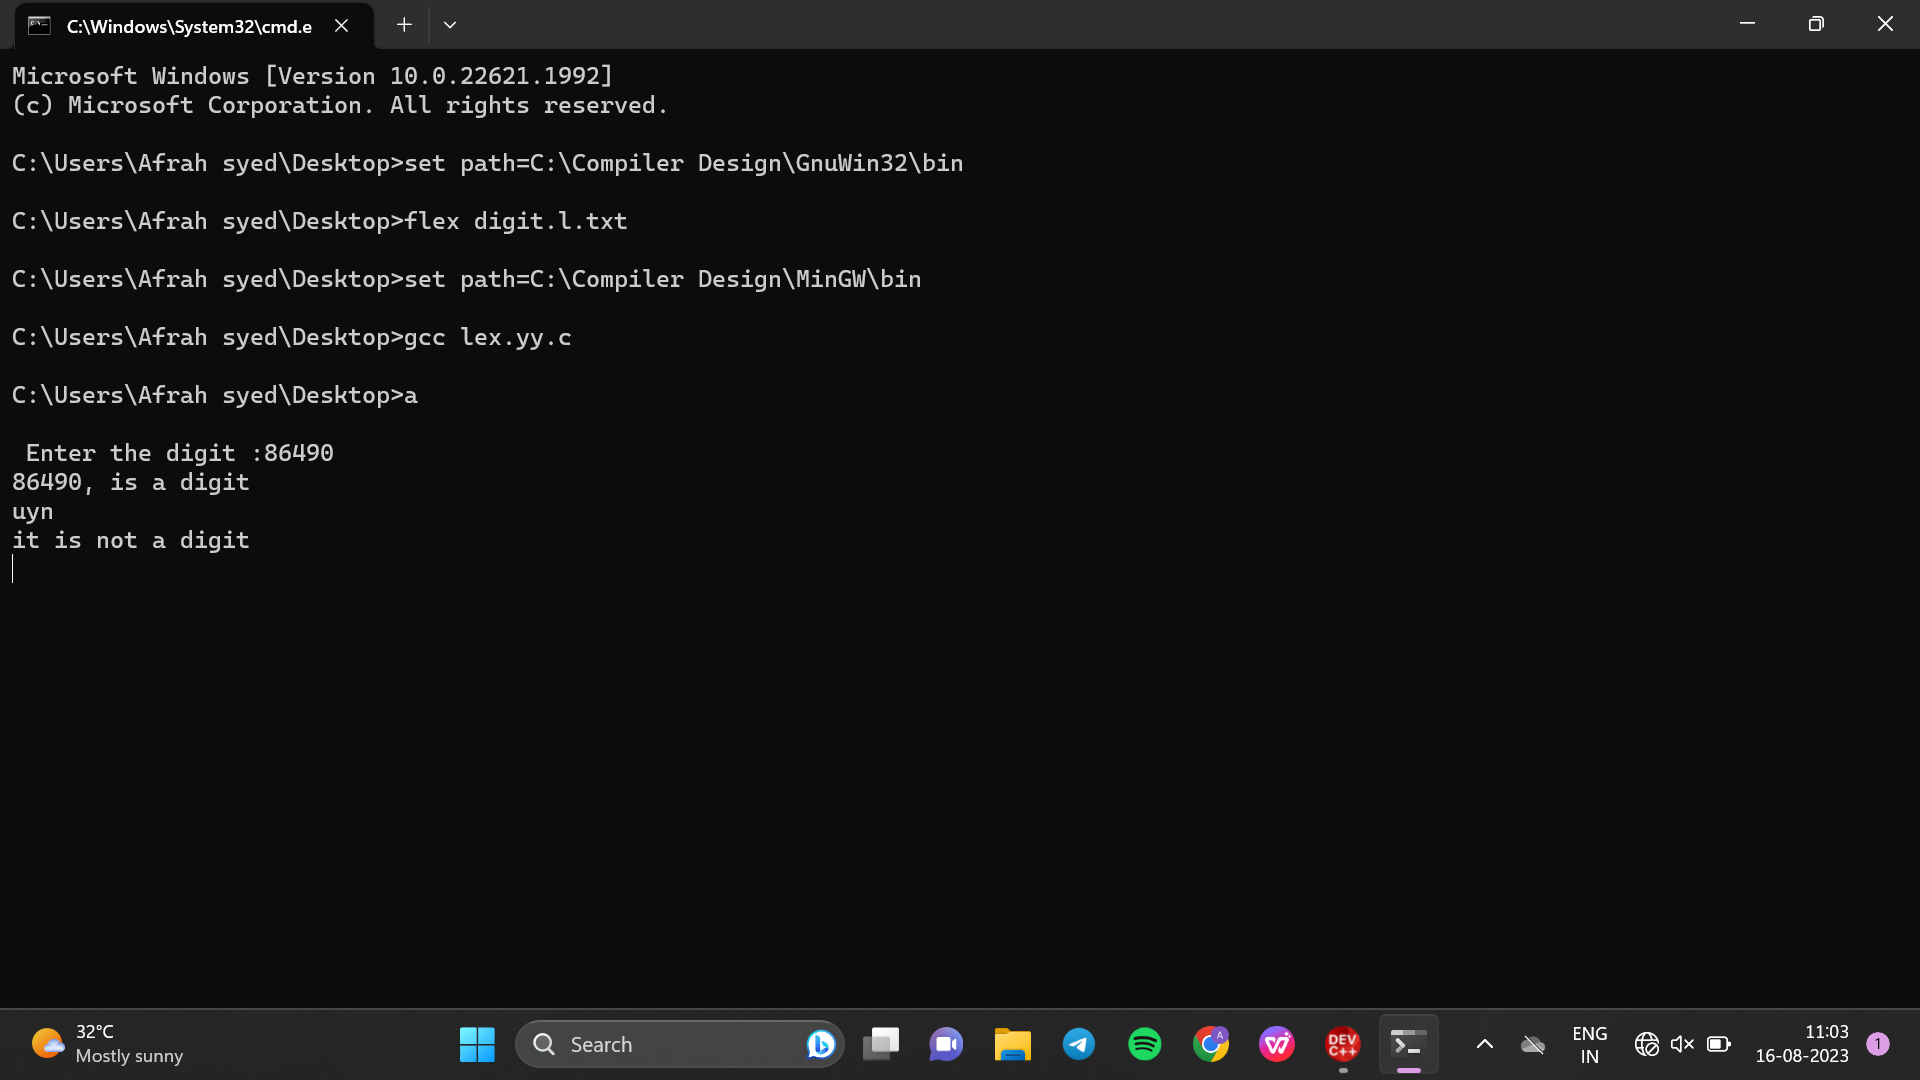 C:\Windows\System32\cmd.e
Microsoft Windows [Version 10.0.22621.1992]
(c) Microsoft Corporation. All rights reserved.
C:\Users\Afrah syed\Desktop>set path=C:\Compiler Design\GnuWin32\bin
C:\Users\Afrah syed\Desktop>flex digit.l.txt
C:\Users\Afrah syed\Desktop>set path=C:\Compiler Design\MinGW\bin
C:\Users\Afrah syed\Desktop>gcc lex.yy.c
C:\Users\Afrah syed\Desktop>a
Enter the digit :86490
86490, is a digit
uyn
it is not a digit
32°C
Mostly sunny
Search
A
DEV
C++
ENG
IN
11:03
16-08-2023
1